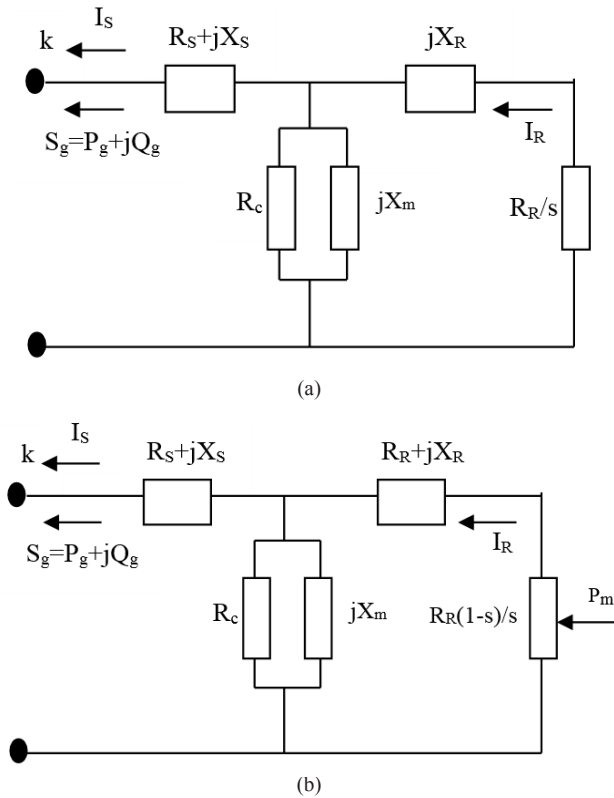 I_S
k
R_S+jX_S
jX_R
S_g=P_g+jQ_g
I_R
R_c
jX_m
R_R/s
(a)
I_S
k
R_S+jX_S
R_R+jX_R
S_g=P_g+jQ_g
I_R
P_m
R_c
jX_m
R_R(1-s)/s
(b)